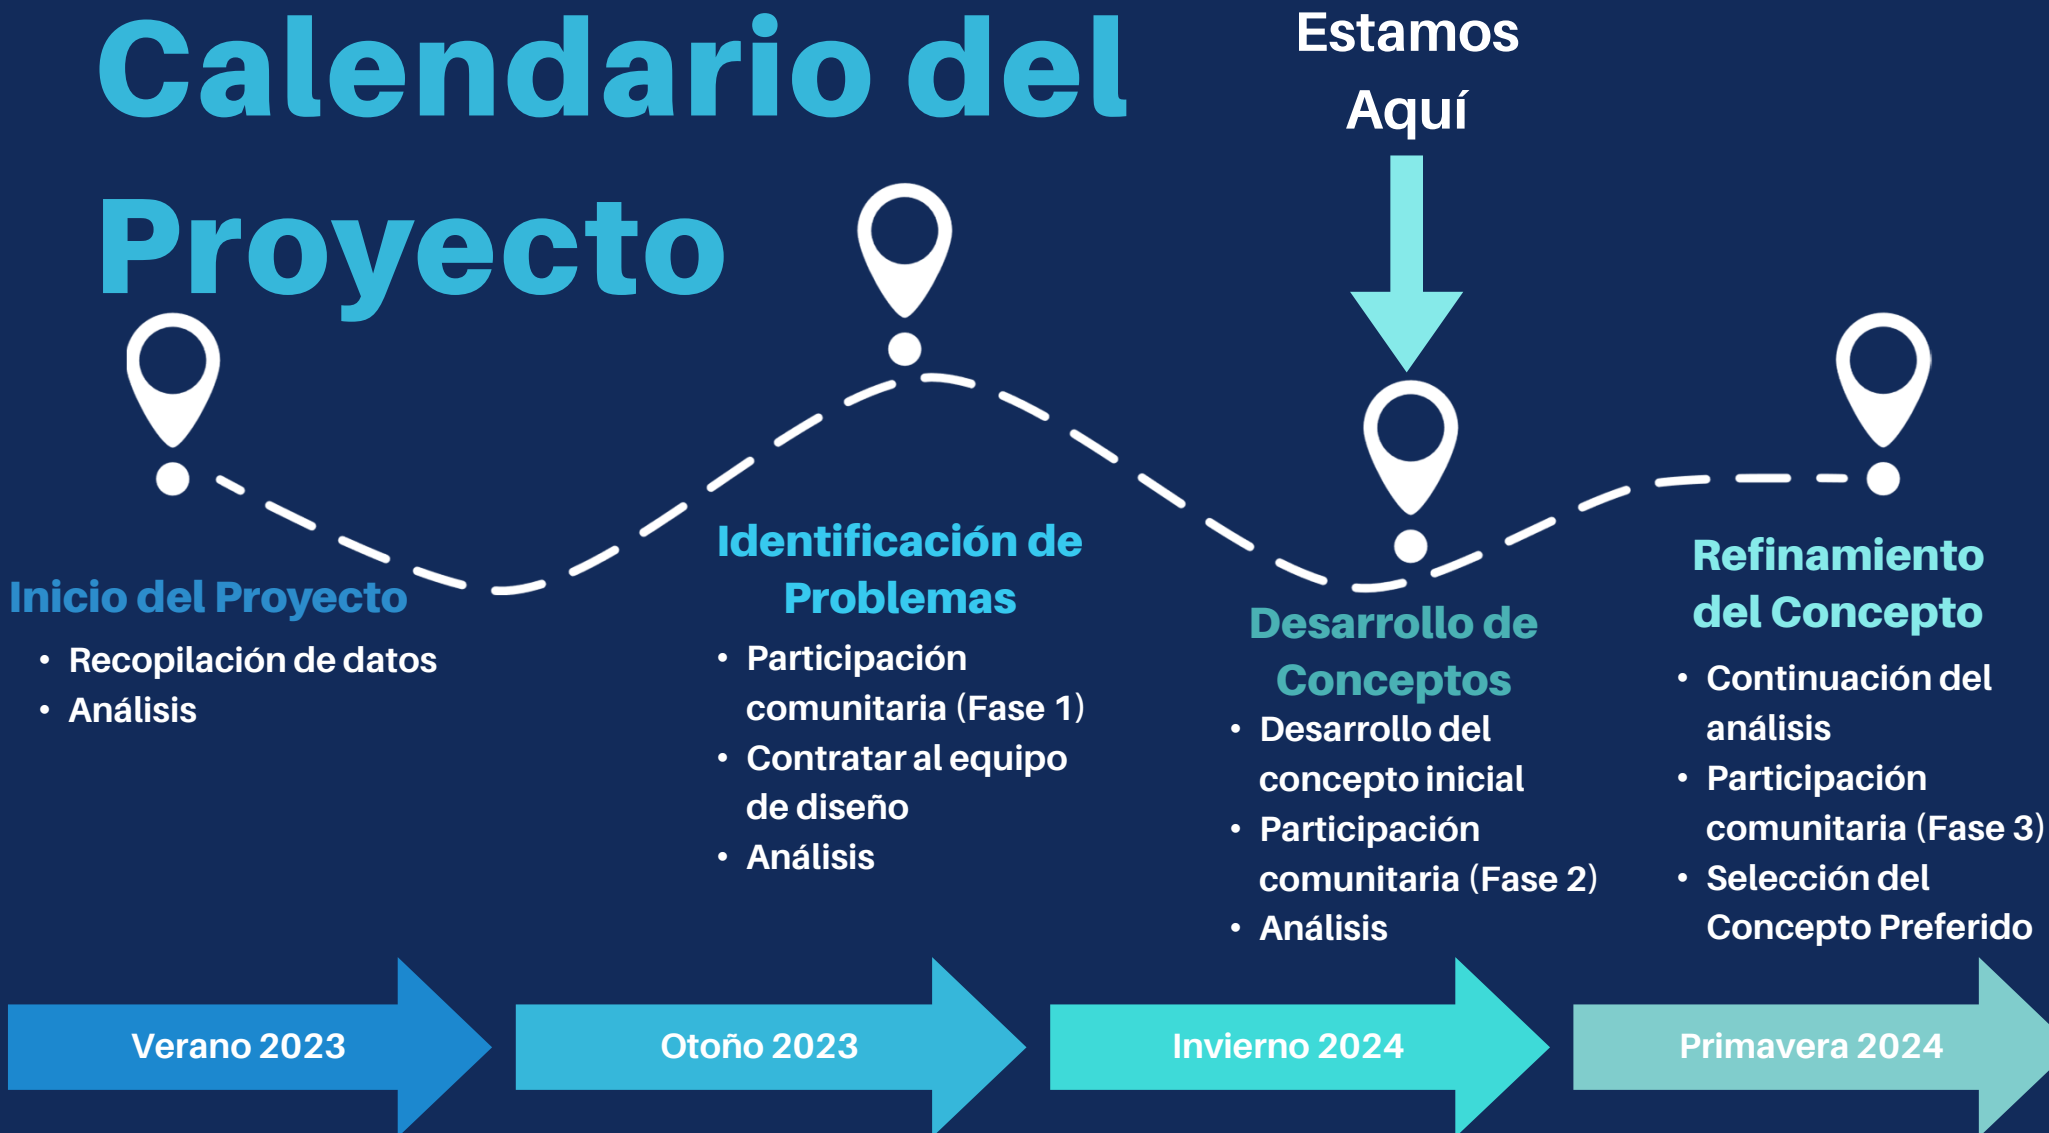 Calendario del
Proyecto
Estamos
Aquí
Inicio del Proyecto
• Recopilación de datos
• Análisis
Identificación de
Problemas
• Participación
comunitaria (Fase 1)
• Contratar al equipo
de diseño
• Análisis
Desarrollo de
Conceptos
• Desarrollo del
concepto inicial
• Participación
comunitaria (Fase 2)
• Análisis
Refinamiento
del Concepto
• Continuación del
análisis
• Participación
comunitaria (Fase 3)
• Selección del
Concepto Preferido
Verano 2023
Otoño 2023
Invierno 2024
Primavera 2024